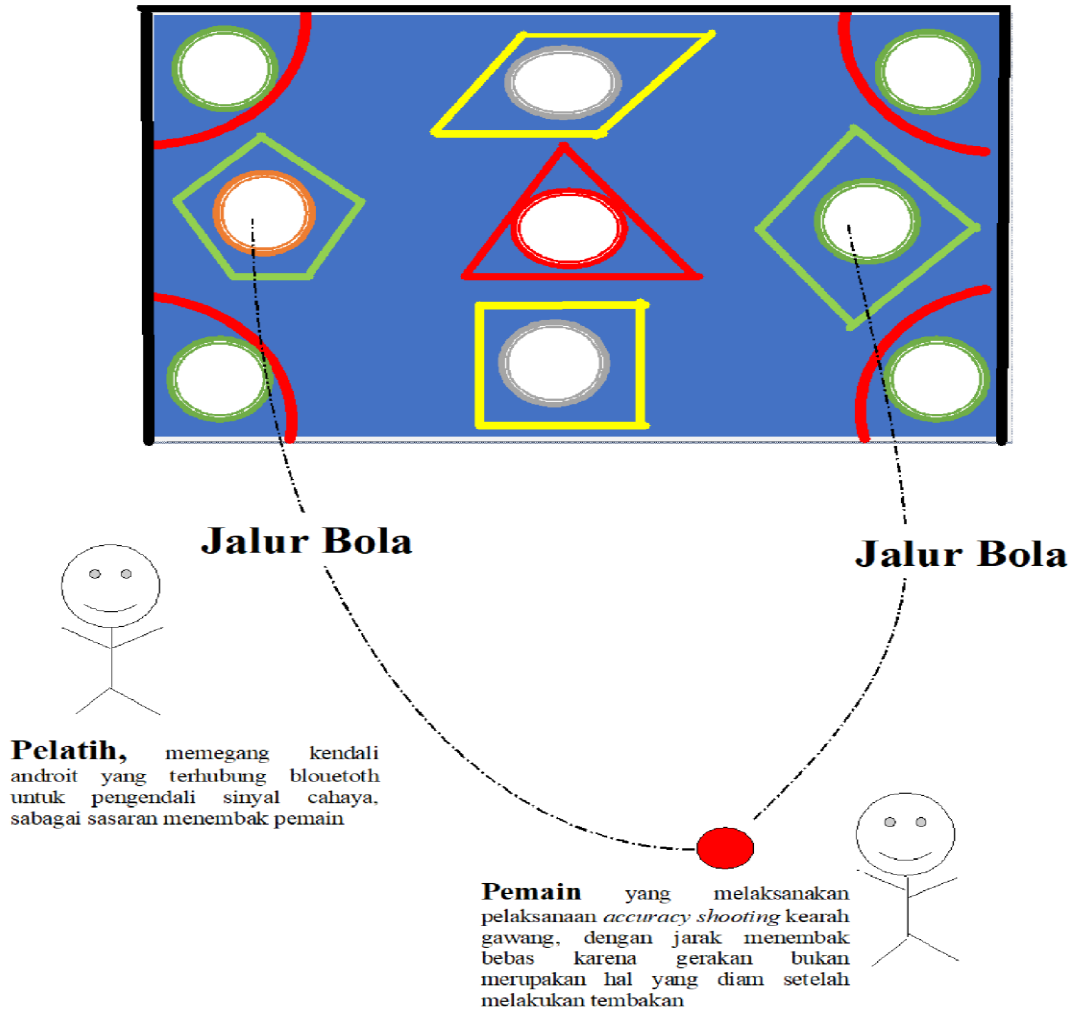 Jalur Bola
Jalur Bola
Pelatih, memegang kendali
androit yang terhubung blouetoth
untuk pengendali sinyal cahaya,
sabagai sasaran menembak pemain
Pemain yang melaksanakan
pelaksanaan accuracy shooting kearah
gawang, dengan jarak menembak
bebas karena gerakan bukan
merupakan hal yang diam setelah
melakukan tembakan